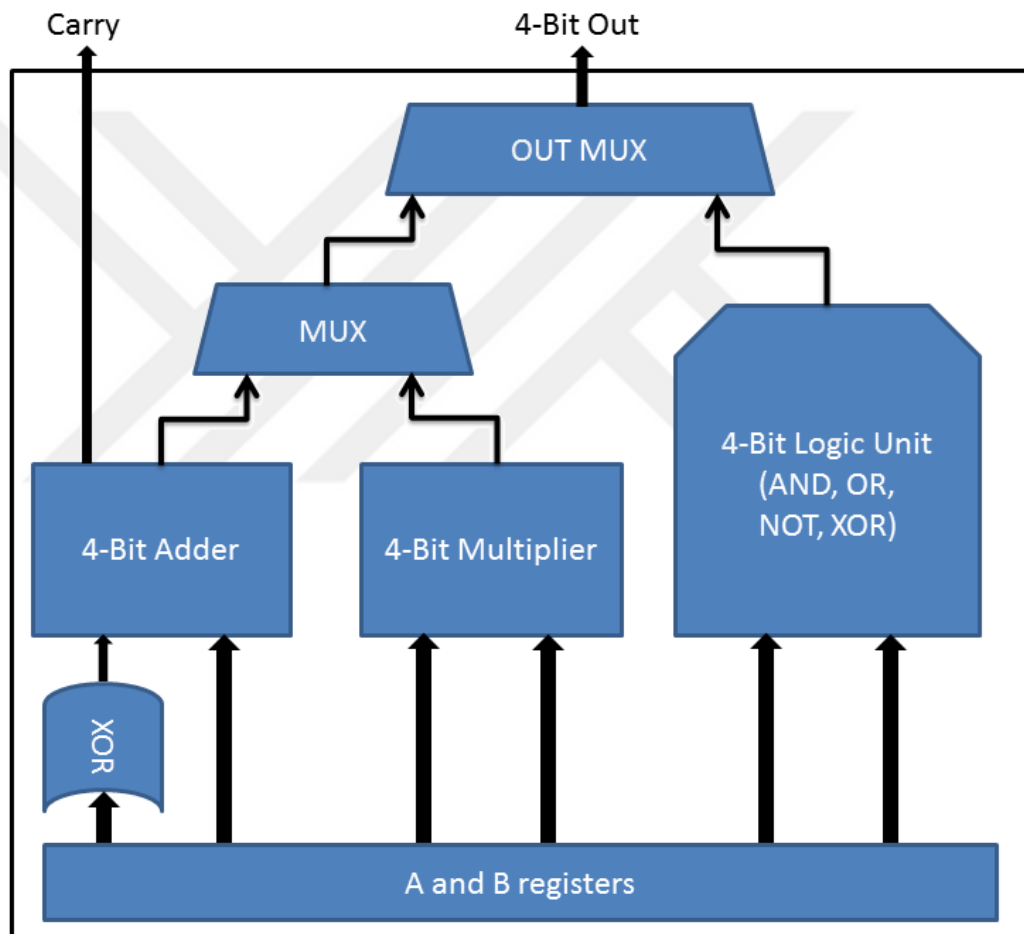 Carry
4-Bit Out
OUT MUX
MUX
4-Bit Adder
4-Bit Multiplier
4-Bit Logic Unit
(AND, OR,
NOT, XOR)
XOR
A and B registers